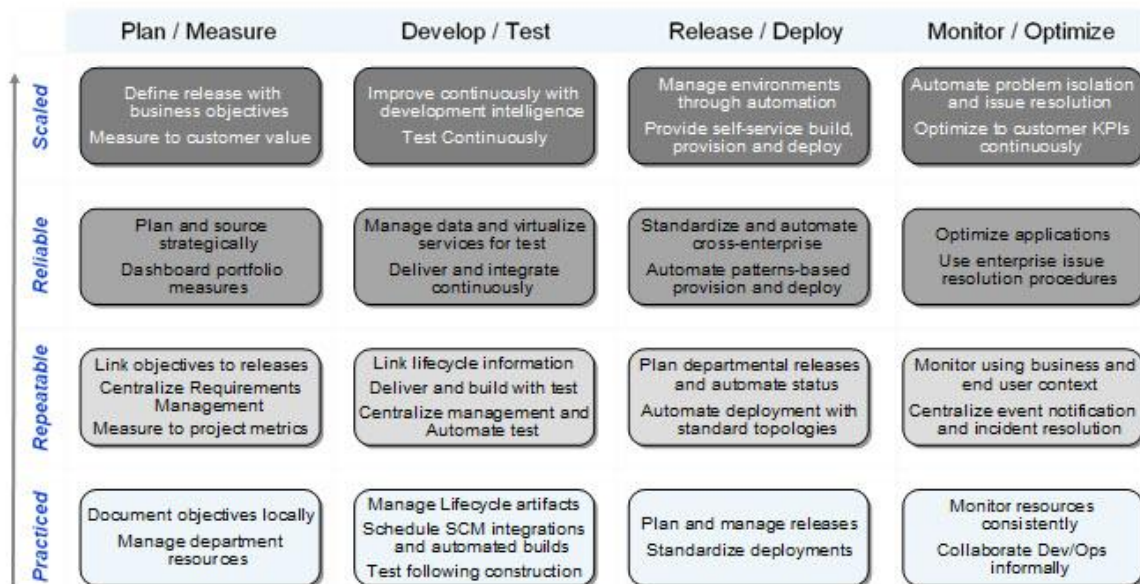 Plan / Measure
Develop / Test
Release / Deploy
Monitor / Optimize
Scaled
Define release with
business objectives
Measure to customer value
Improve continuously with
development intelligence
Test Continuously
Manage environments
through automation
Provide self-service build,
provision and deploy
Automate problem isolation
and issue resolution
Optimize to customer KPIs
continuously
Reliable
Plan and source
strategically
Dashboard portfolio
measures
Manage data and virtualize
services for test
Deliver and integrate
continuously
Standardize and automate
cross-enterprise
Automate patterns-based
provision and deploy
Optimize applications
Use enterprise issue
resolution procedures
Repeatable
Link objectives to releases
Centralize Requirements
Management
Measure to project metrics
Link lifecycle information
Deliver and build with test
Centralize management and
Automate test
Plan departmental releases
and automate status
Automate deployment with
standard topologies
Monitor using business and
end user context
Centralize event notification
and incident resolution
Practiced
Document objectives locally
Manage department
resources
Manage Lifecycle artifacts
Schedule SCM integrations
and automated builds
Test following construction
Plan and manage releases
Standardize deployments
Monitor resources
consistently
Collaborate Dev/Ops
informally